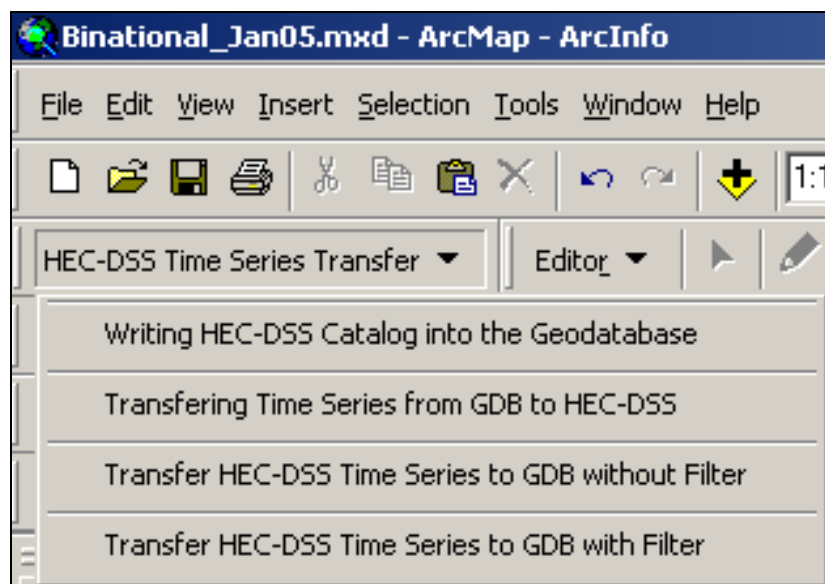 Binational_Jan05.mxd - ArcMap - ArcInfo
File Edit View Insert Selection Tools Window Help
1:1
HEC-DSS Time Series Transfer Editor
Writing HEC-DSS Catalog into the Geodatabase
Transfering Time Series from GDB to HEC-DSS
Transfer HEC-DSS Time Series to GDB without Filter
Transfer HEC-DSS Time Series to GDB with Filter